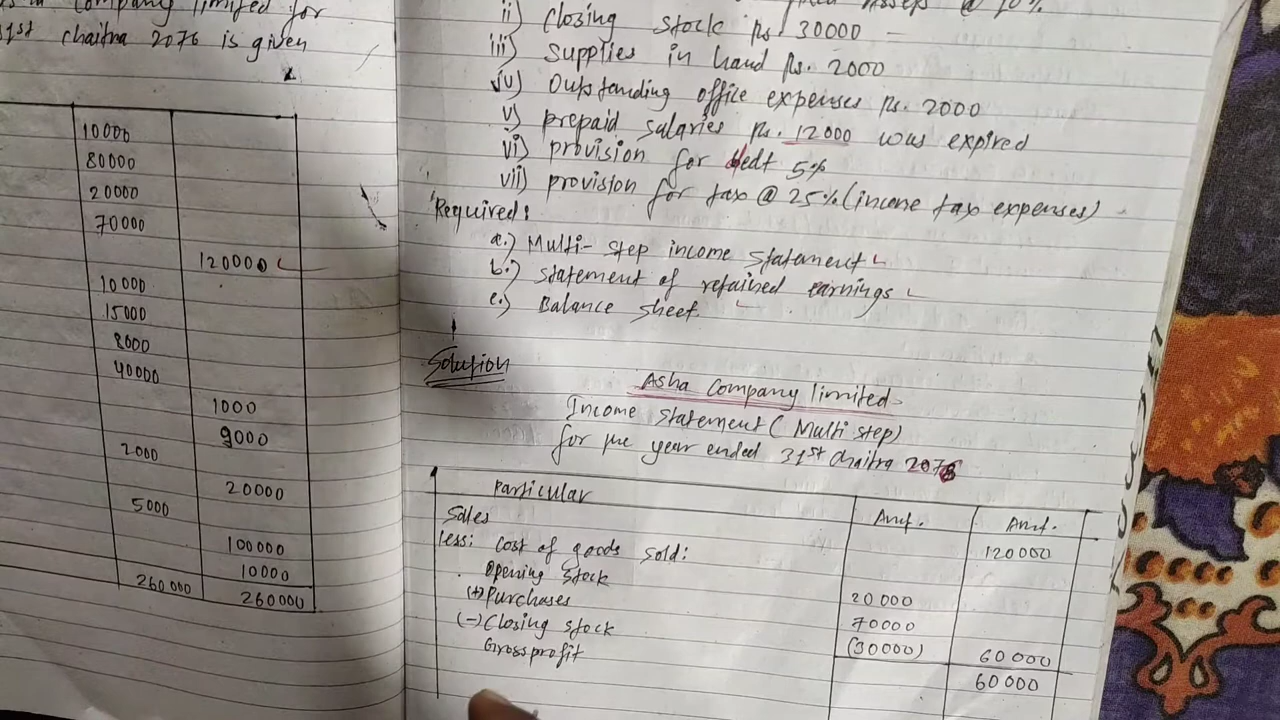 Company limited for
1st chaitra 2076 is given
10000
80000
20000
70000
120000
10000
15000
8000
40000
1000
9000
2000
20000
5000
100000
10000
260000 260000
@ 10%
ii) Closing stock Rs 30000
iii) Supplies in hand Rs. 2000
iv) Outstanding office expenses Rs. 2000
v) prepaid salaries Rs. 12000 was expired
vi) provision for dedt 5%
vii) provision for tax @ 25% (income tax expenses)
Required:
a.) Multi-step income statement
b.) statement of retained earnings
c.) Balance sheet.
Solution
Asha Company limited
Income statement (Multi step)
for the year ended 31st chaitra 2076
Particular Amt. Amt.
Sales 120000
less: cost of goods sold:
Opening stock 20000
(+) Purchases 70000
(-) Closing stock (30000) 60000
Gross profit 60000